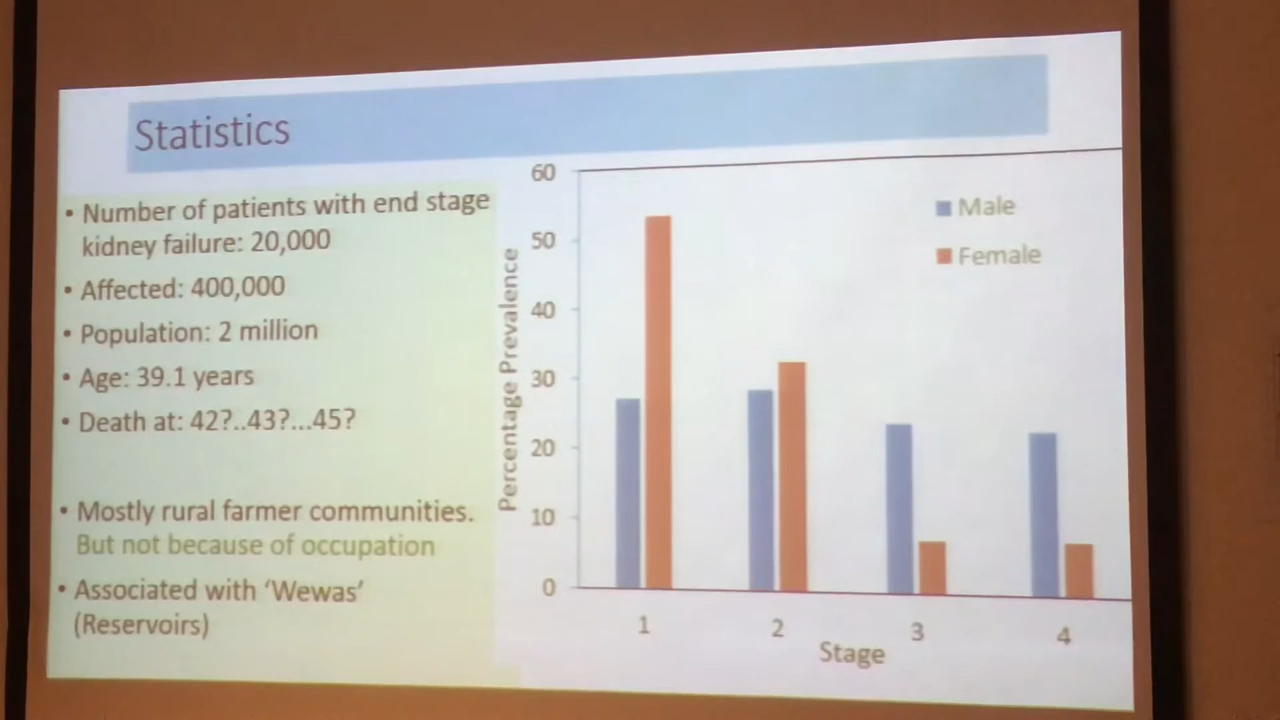 Statistics
• Number of patients with end stage
kidney failure: 20,000
• Affected: 400,000
• Population: 2 million
• Age: 39.1 years
• Death at: 42?..43?...45?
• Mostly rural farmer communities.
But not because of occupation
• Associated with ‘Wewas’
(Reservoirs)
Percentage Prevalence
60
50
40
30
20
10
0
Male
Female
1 2 3 4
Stage